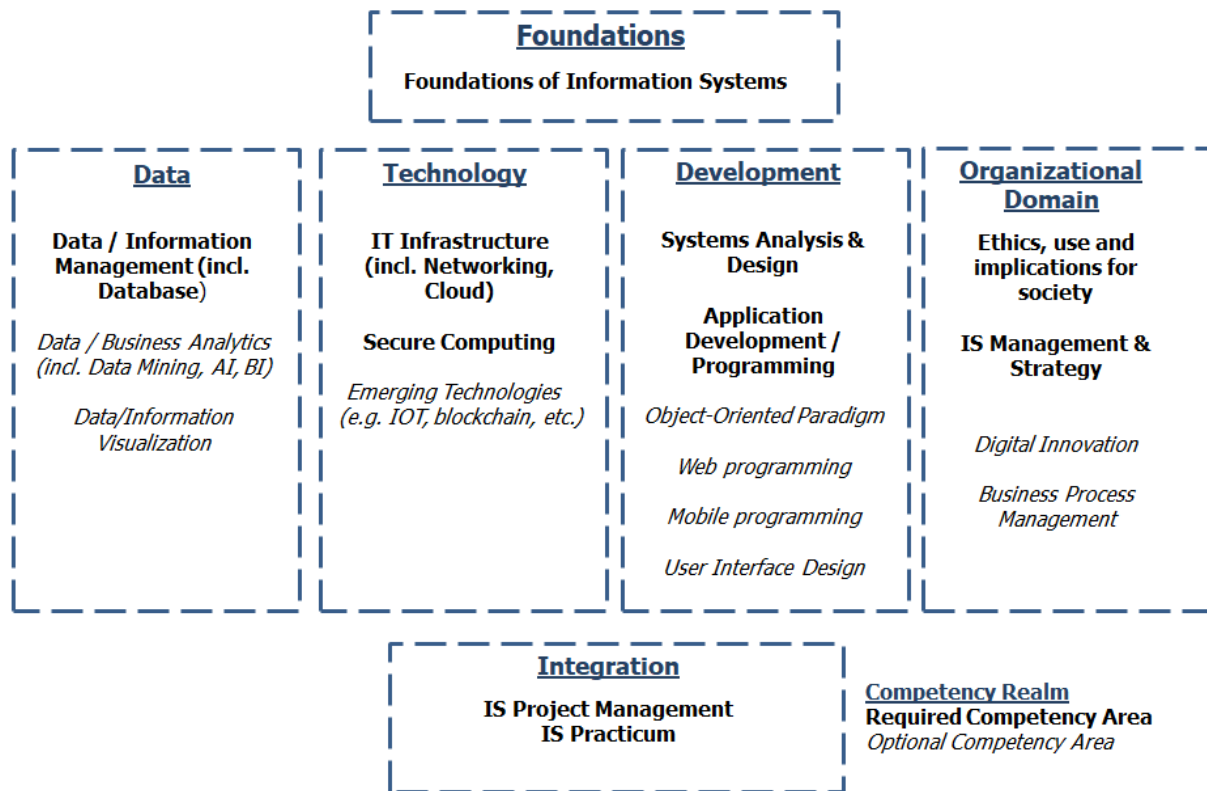 Foundations
Foundations of Information Systems
Data
Data / Information
Management (incl.
Database)
Data / Business Analytics
(incl. Data Mining, AI, BI)
Data/Information
Visualization
Technology
IT Infrastructure
(incl. Networking,
Cloud)
Secure Computing
Emerging Technologies
(e.g. IOT, blockchain, etc.)
Development
Systems Analysis &
Design
Application
Development /
Programming
Object-Oriented Paradigm
Web programming
Mobile programming
User Interface Design
Organizational
Domain
Ethics, use and
implications for
society
IS Management &
Strategy
Digital Innovation
Business Process
Management
Integration
IS Project Management
IS Practicum
Competency Realm
Required Competency Area
Optional Competency Area